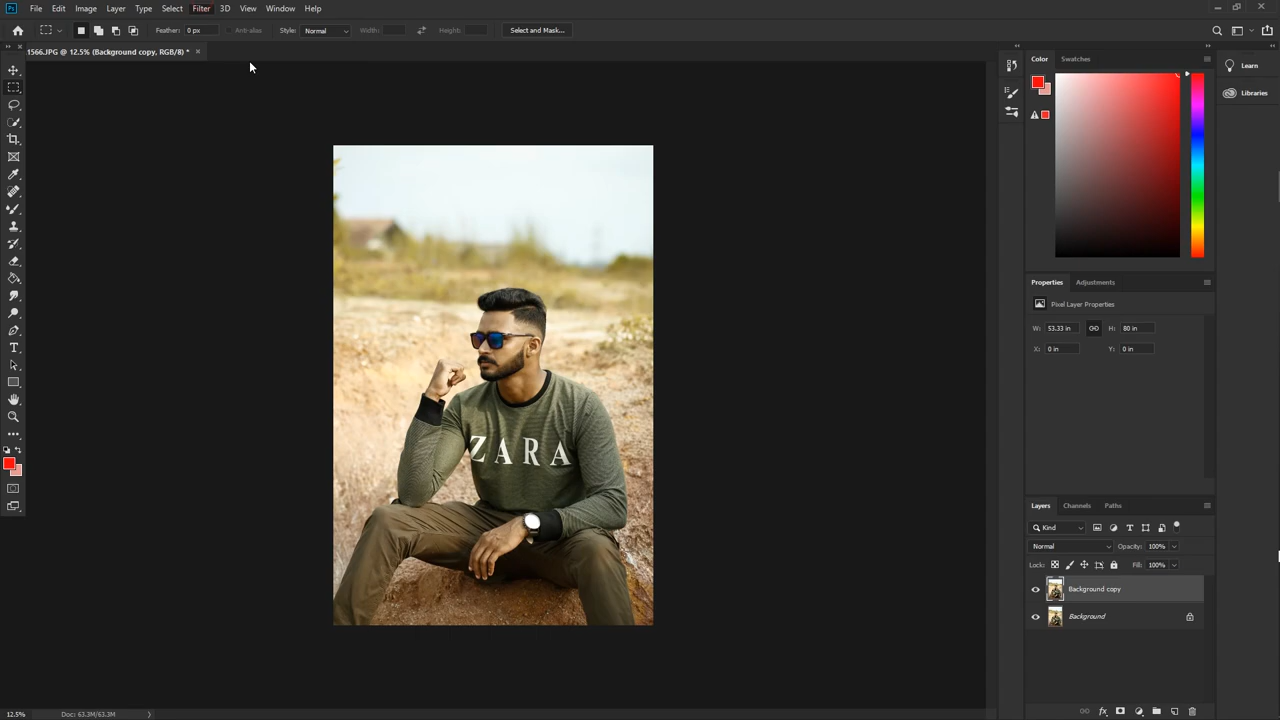 Ps File Edit Image Layer Type Select Filter 3D View Window Help
Feather: 0 px Anti-alias Style: Normal Width: Height: Select and Mask...
1566.JPG @ 12.5% (Background copy, RGB/8) * ×
Color Swatches
Learn
Libraries
Properties Adjustments
Pixel Layer Properties
W: 53.33 in H: 80 in
X: 0 in Y: 0 in
ZARA
Layers Channels Paths
Kind
Normal Opacity: 100%
Lock: Fill: 100%
Background copy
Background
12.5% Doc: 63.3M/63.3M